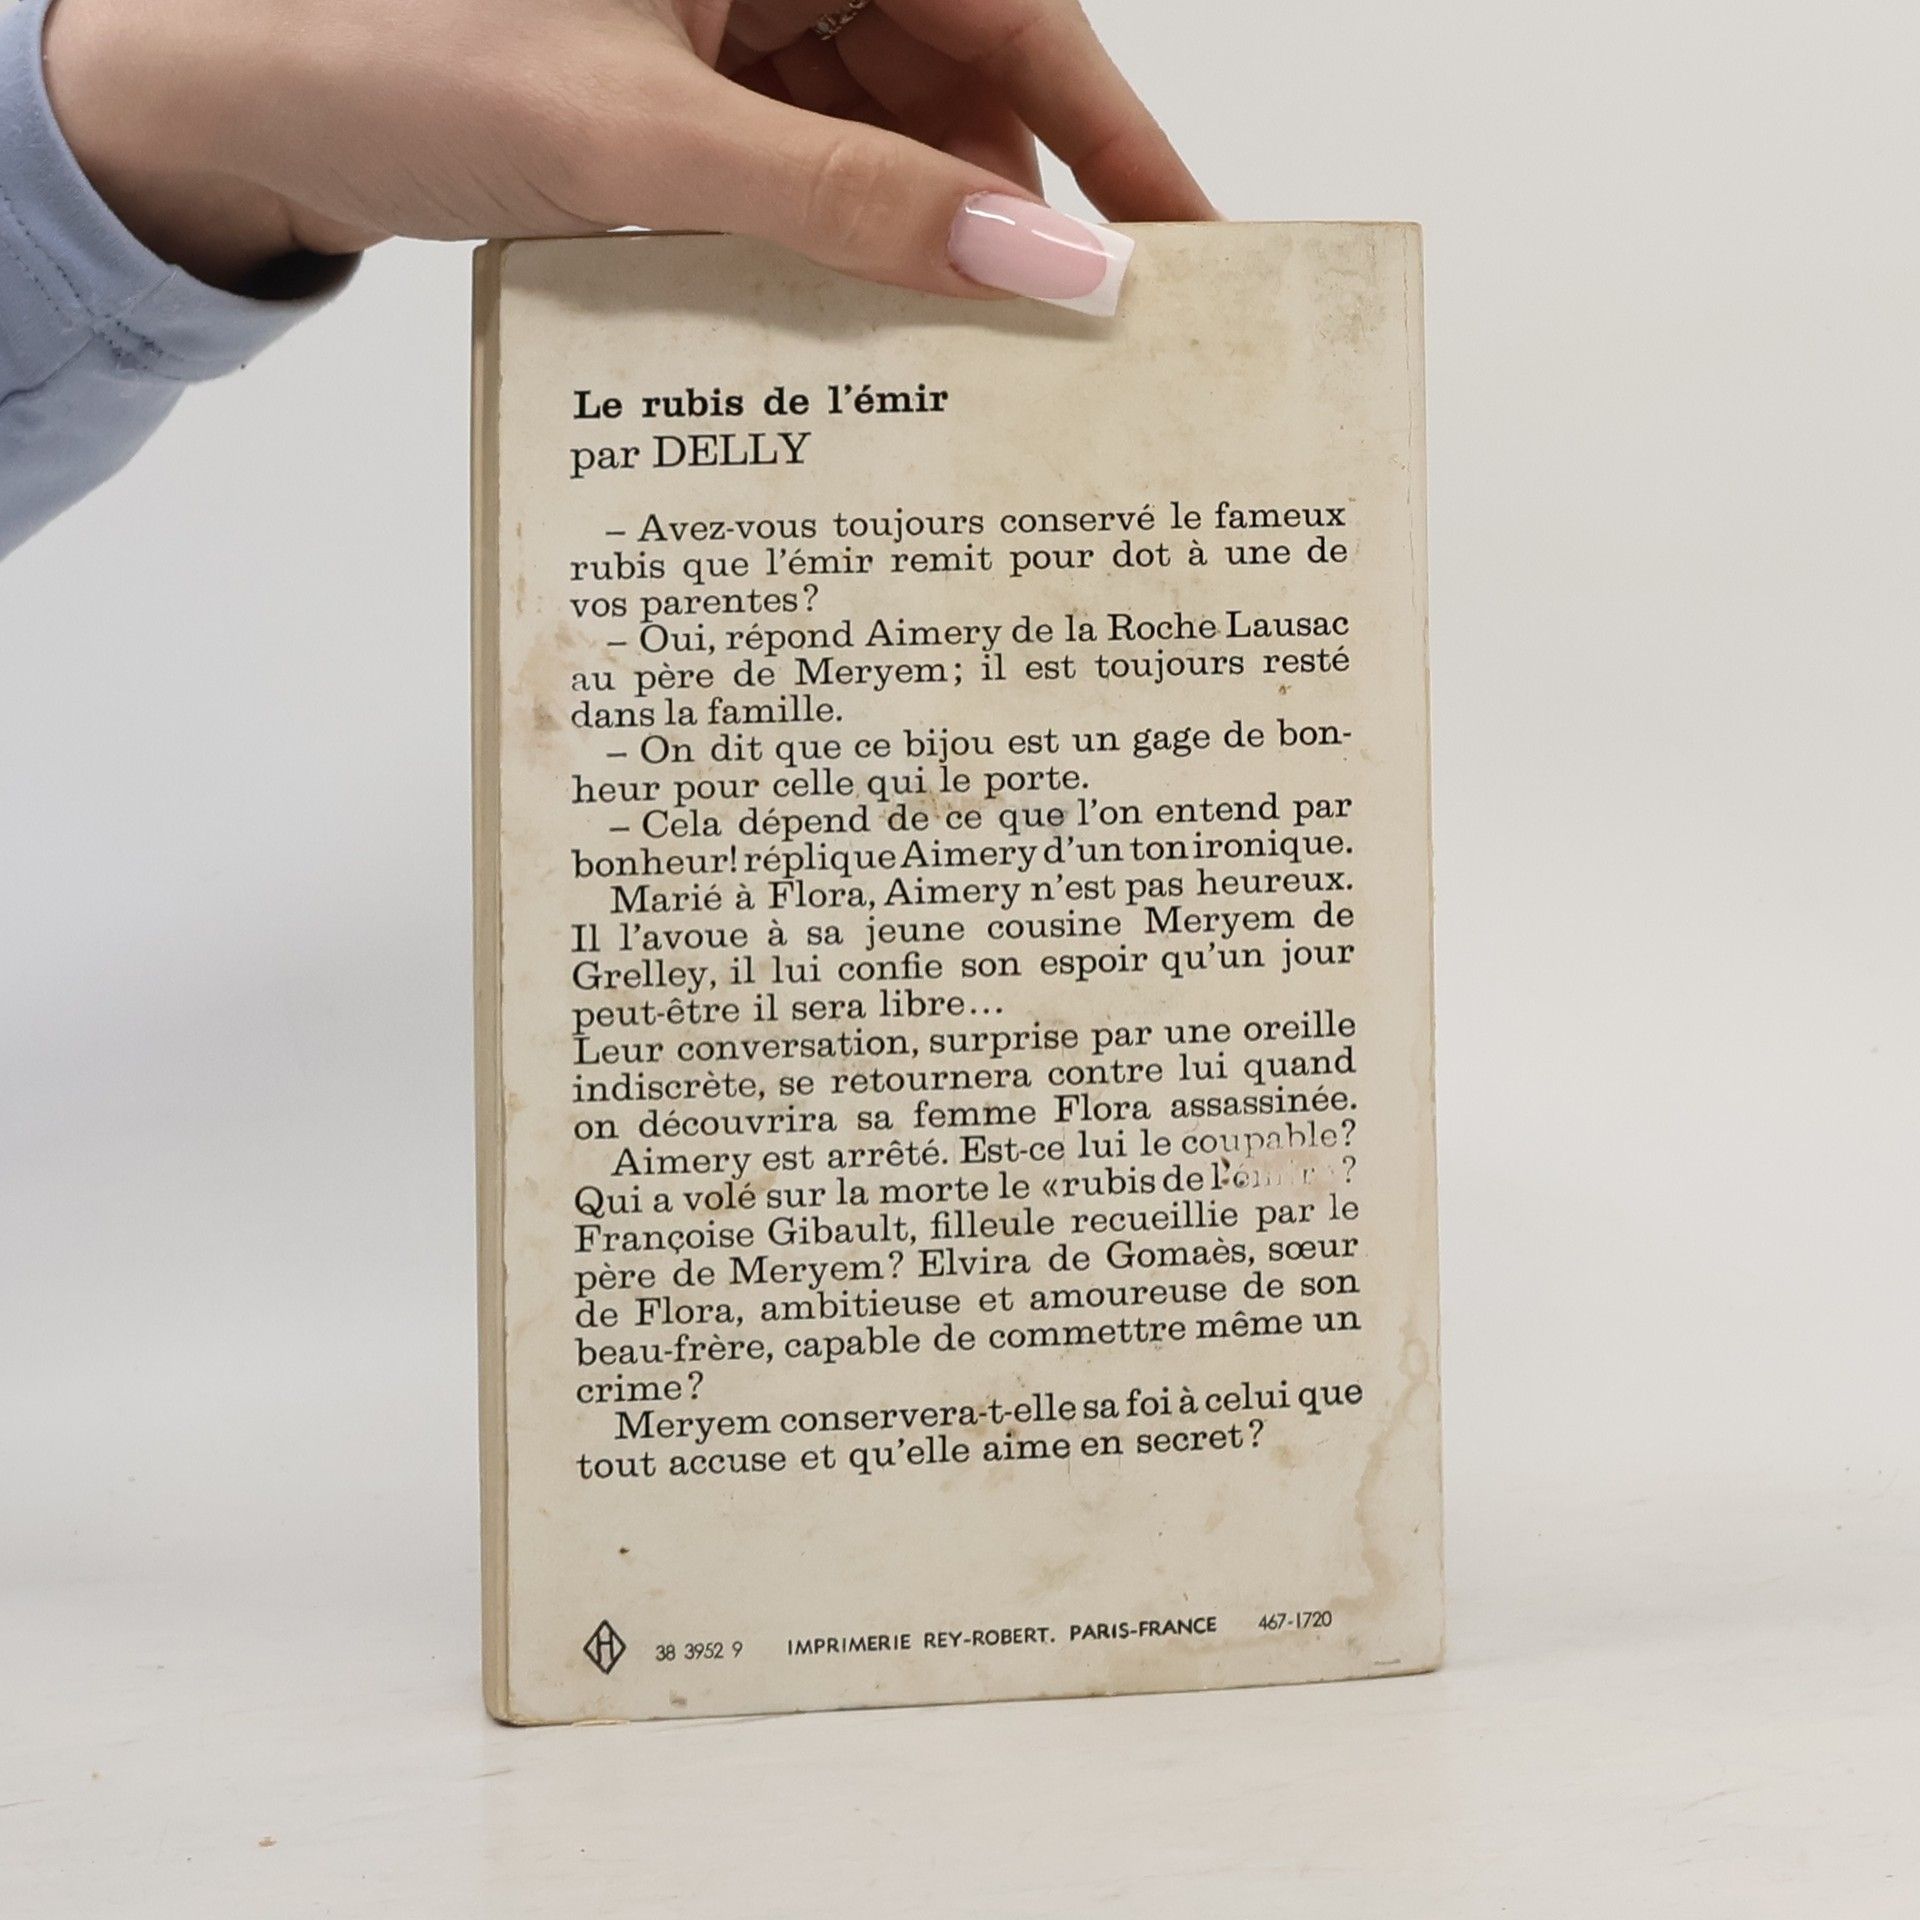 Le rubis de l'émir
par DELLY
– Avez-vous toujours conservé le fameux
rubis que l'émir remit pour dot à une de
vos parentes?
– Oui, répond Aimery de la Roche Lausac
au père de Meryem; il est toujours resté
dans la famille.
– On dit que ce bijou est un gage de bon-
heur pour celle qui le porte.
– Cela dépend de ce que l'on entend par
bonheur! réplique Aimery d'un ton ironique.
Marié à Flora, Aimery n'est pas heureux.
Il l'avoue à sa jeune cousine Meryem de
Grelley, il lui confie son espoir qu'un jour
peut-être il sera libre...
Leur conversation, surprise par une oreille
indiscrète, se retournera contre lui quand
on découvrira sa femme Flora assassinée.
Aimery est arrêté. Est-ce lui le coupable?
Qui a volé sur la morte le «rubis de l'émir»?
Françoise Gibault, filleule recueillie par le
père de Meryem? Elvira de Gomaès, sœur
de Flora, ambitieuse et amoureuse de son
beau-frère, capable de commettre même un
crime?
Meryem conservera-t-elle sa foi à celui que
tout accuse et qu'elle aime en secret?
H 38 3952 9 IMPRIMERIE REY-ROBERT. PARIS-FRANCE 467-1720